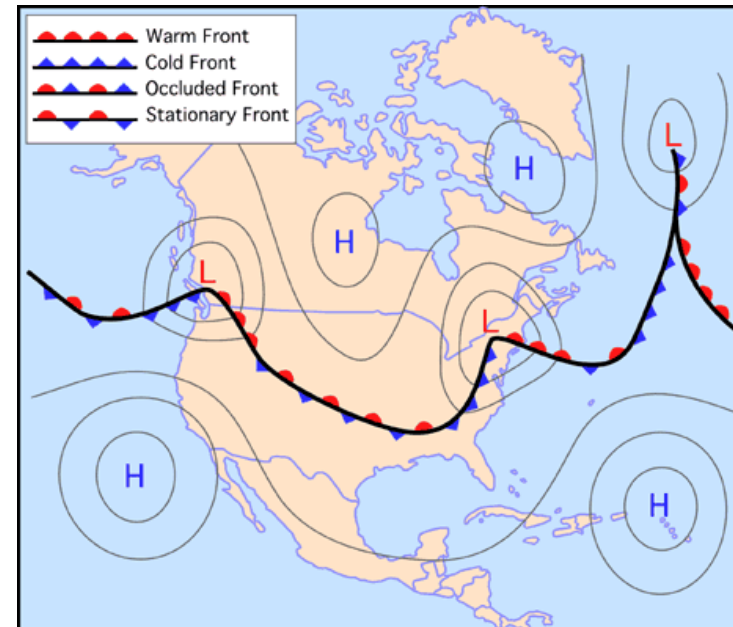 Warm Front
Cold Front
Occluded Front
Stationary Front
L
H
H
L
L
H
H